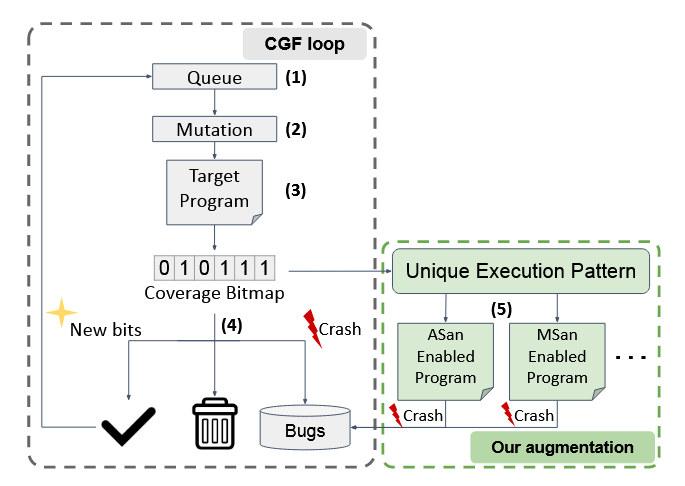 CGF loop
Queue (1)
Mutation (2)
Target
Program
(3)
0 1 0 1 1 1
Coverage Bitmap
Unique Execution Pattern
New bits
(4)
Crash
(5)
ASan
Enabled
Program
MSan
Enabled
Program
...
Crash
Crash
Bugs
Our augmentation